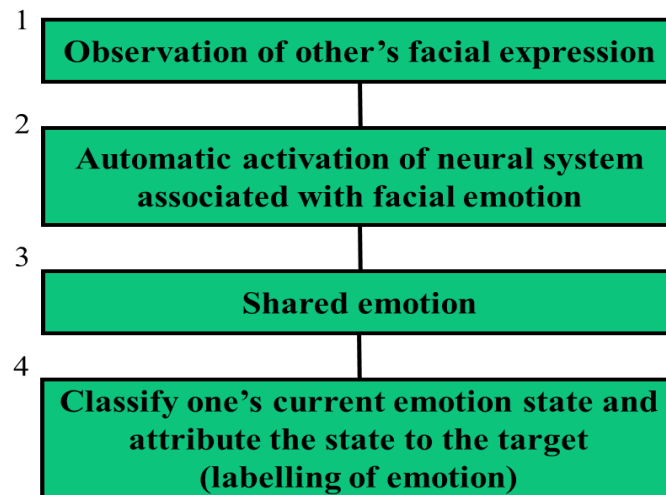 1
Observation of other's facial expression
2
Automatic activation of neural system
associated with facial emotion
3
Shared emotion
4
Classify one's current emotion state and
attribute the state to the target
(labelling of emotion)